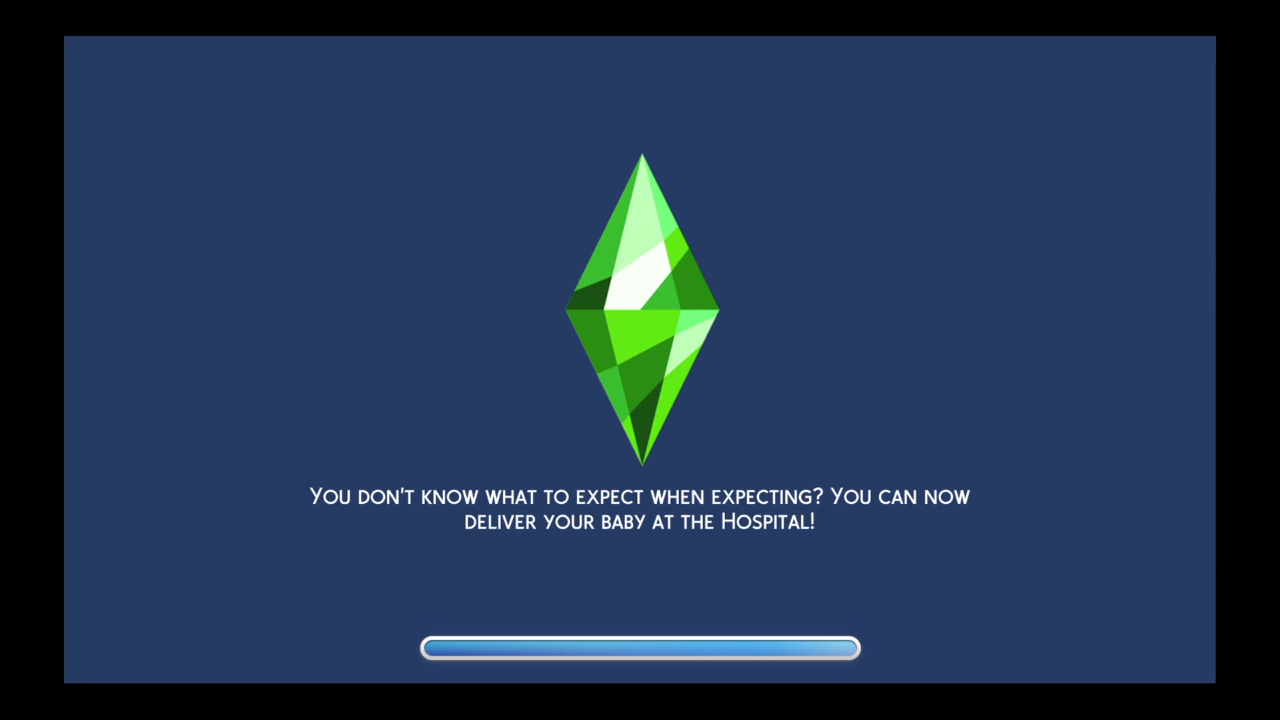 You don't know what to expect when expecting? You can now
deliver your baby at the Hospital!